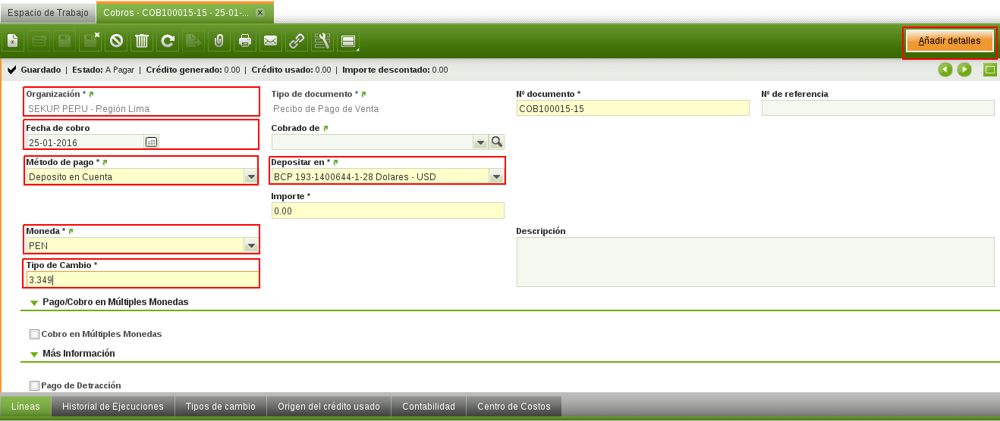 Espacio de Trabajo
Cobros - COB100015-15 - 25-01-...
Añadir detalles
Guardado | Estado: A Pagar | Crédito generado: 0.00 | Crédito usado: 0.00 | Importe descontado: 0.00
Organización *
SEKUR PERU - Región Lima
Tipo de documento *
Recibo de Pago de Venta
Nº documento *
COB100015-15
Nº de referencia
Fecha de cobro
25-01-2016
Cobrado de
Método de pago *
Deposito en Cuenta
Depositar en *
BCP 193-1400644-1-28 Dolares - USD
Importe *
0.00
Moneda *
PEN
Descripción
Tipo de Cambio *
3.349
Pago/Cobro en Múltiples Monedas
Cobro en Múltiples Monedas
Más Información
Pago de Detracción
Líneas
Historial de Ejecuciones
Tipos de cambio
Origen del crédito usado
Contabilidad
Centro de Costos